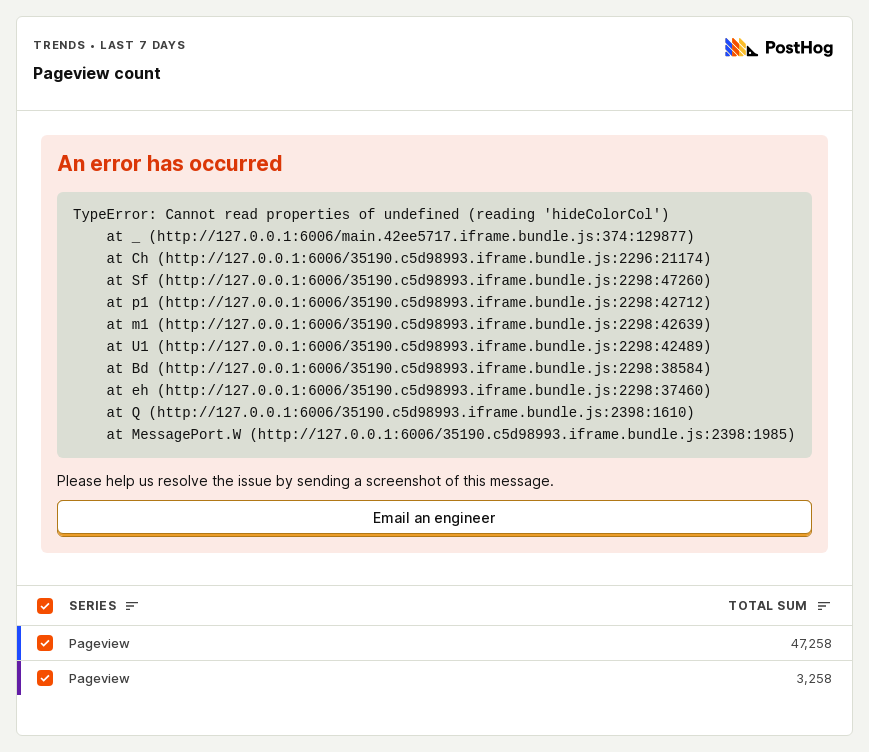 TRENDS • LAST 7 DAYS
PostHog
Pageview count
An error has occurred
TypeError: Cannot read properties of undefined (reading 'hideColorCol')
    at _ (http://127.0.0.1:6006/main.42ee5717.iframe.bundle.js:374:129877)
    at Ch (http://127.0.0.1:6006/35190.c5d98993.iframe.bundle.js:2296:21174)
    at Sf (http://127.0.0.1:6006/35190.c5d98993.iframe.bundle.js:2298:47260)
    at p1 (http://127.0.0.1:6006/35190.c5d98993.iframe.bundle.js:2298:42712)
    at m1 (http://127.0.0.1:6006/35190.c5d98993.iframe.bundle.js:2298:42639)
    at U1 (http://127.0.0.1:6006/35190.c5d98993.iframe.bundle.js:2298:42489)
    at Bd (http://127.0.0.1:6006/35190.c5d98993.iframe.bundle.js:2298:38584)
    at eh (http://127.0.0.1:6006/35190.c5d98993.iframe.bundle.js:2298:37460)
    at Q (http://127.0.0.1:6006/35190.c5d98993.iframe.bundle.js:2398:1610)
    at MessagePort.W (http://127.0.0.1:6006/35190.c5d98993.iframe.bundle.js:2398:1985)
Please help us resolve the issue by sending a screenshot of this message.
Email an engineer
SERIES TOTAL SUM
Pageview 47,258
Pageview 3,258